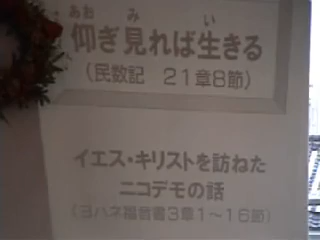 あお み い
仰ぎ見れば生きる
（民数記 21章8節）
イエス・キリストを訪ねた
ニコデモの話
（ヨハネ福音書3章1～16節）